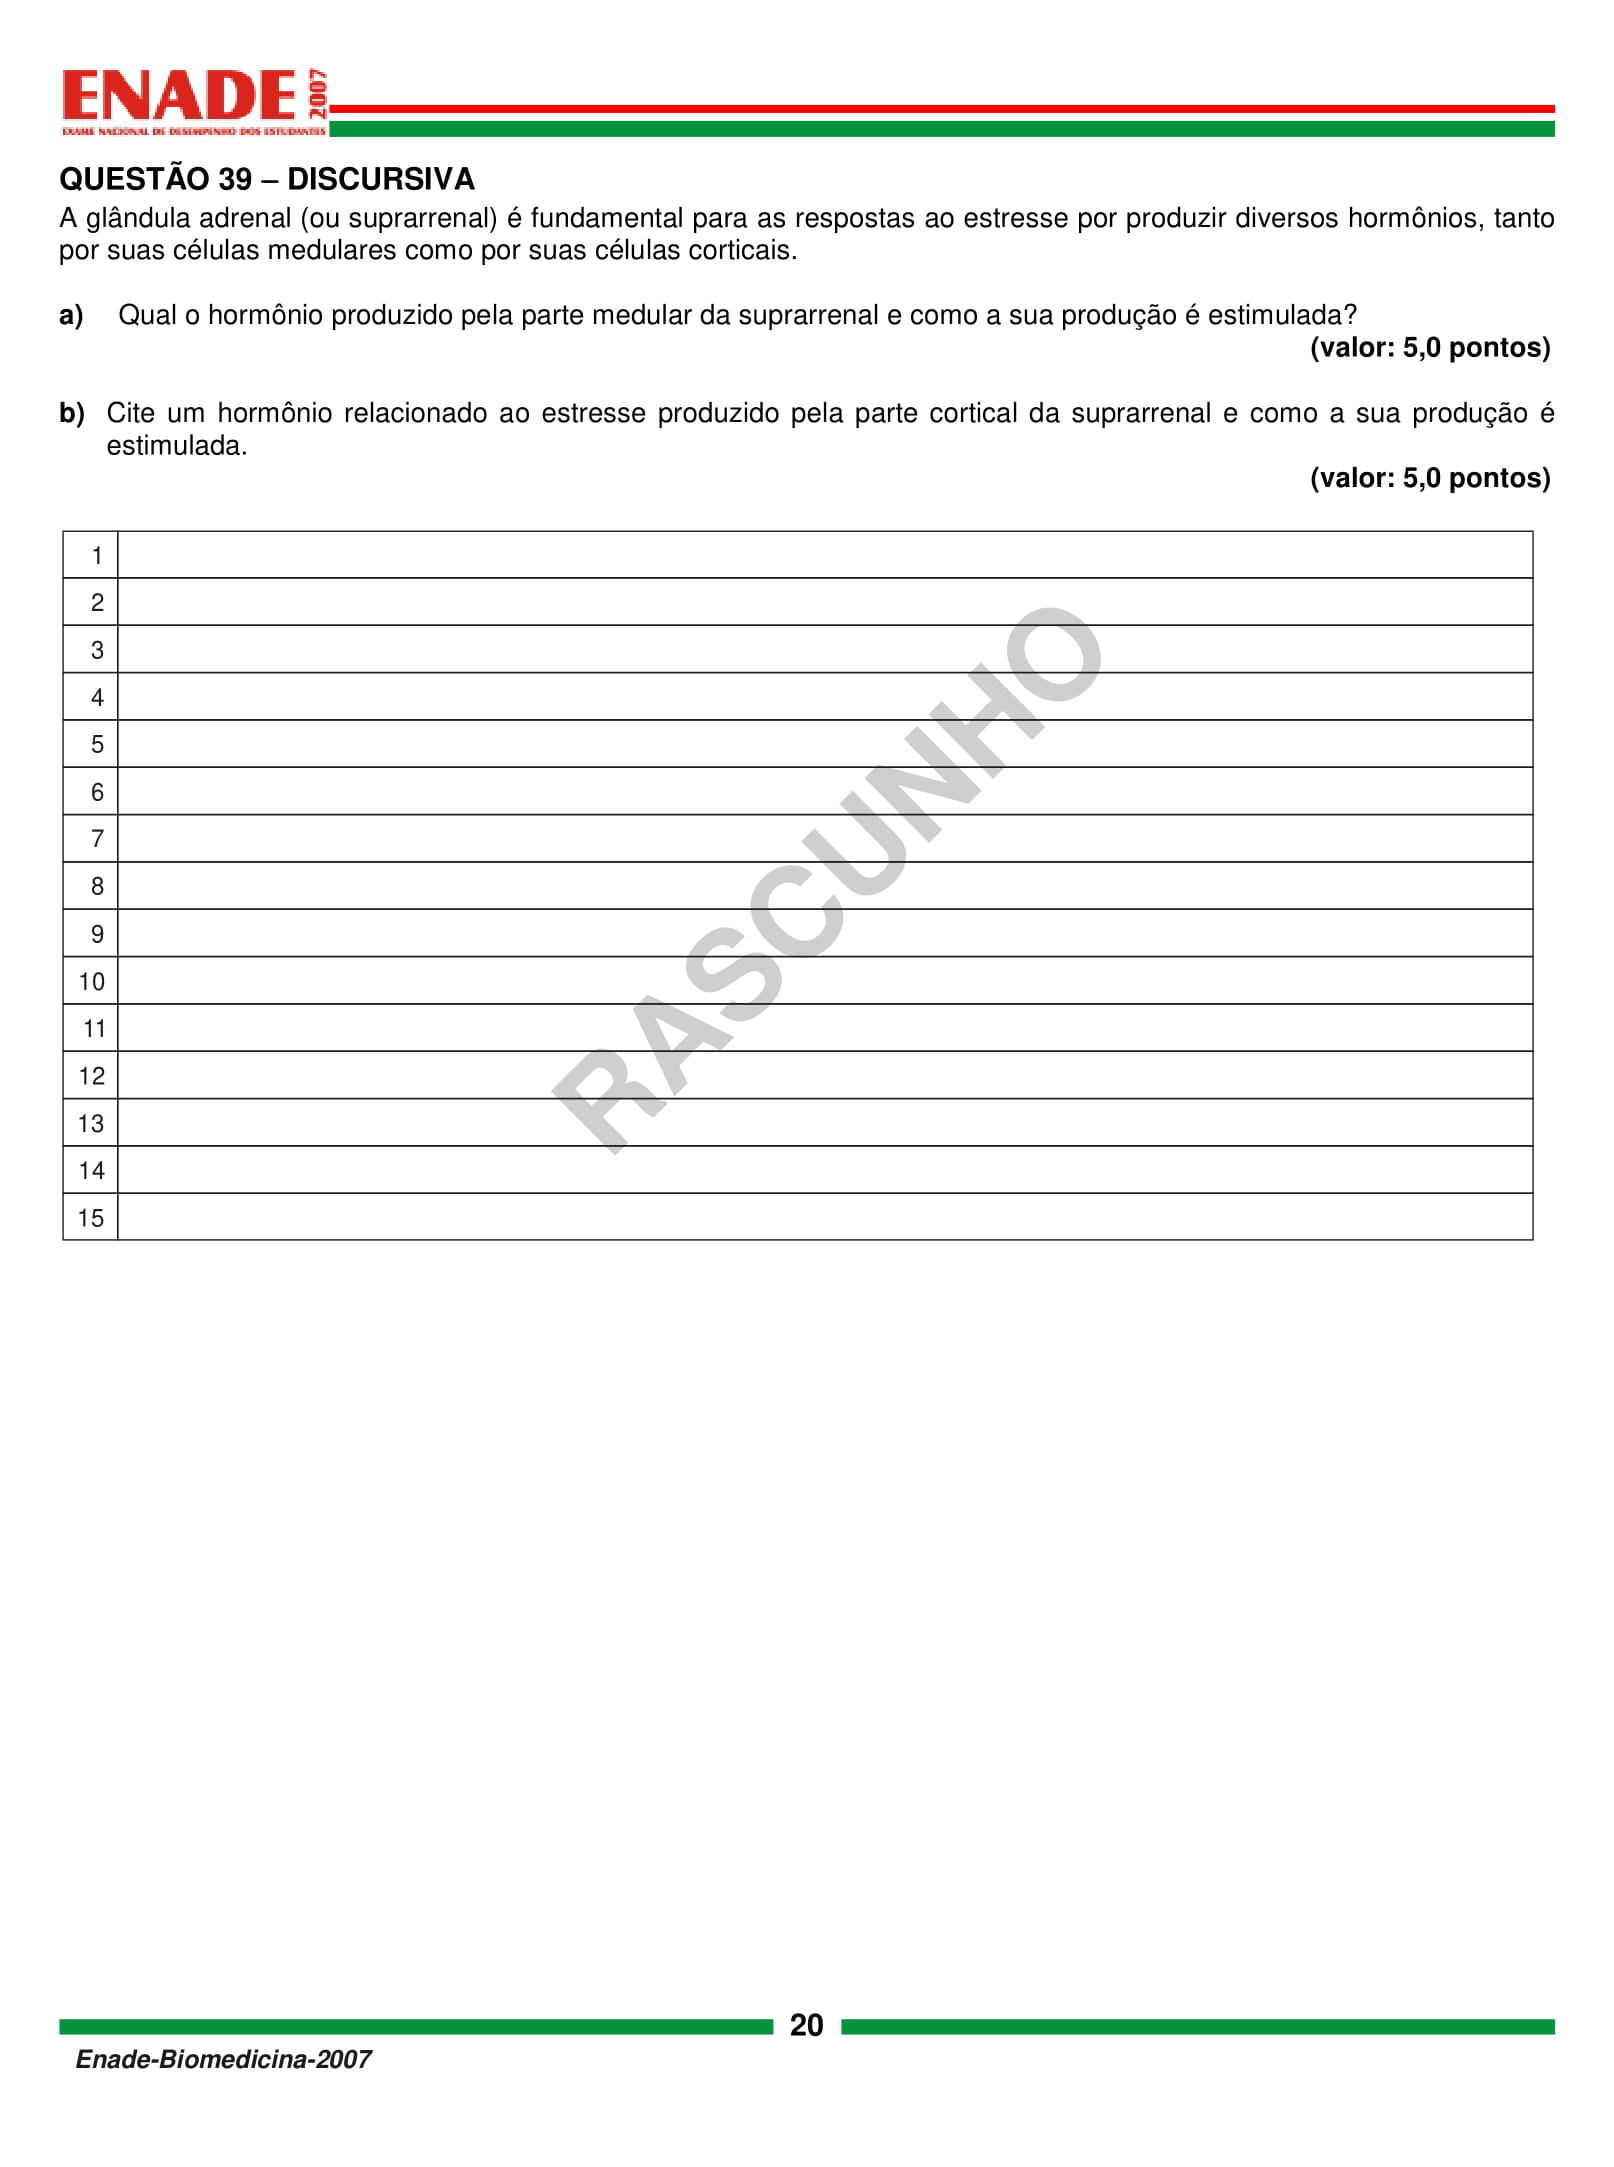 ENADE 2007
EXAME NACIONAL DE DESEMPENHO DOS ESTUDANTES
QUESTÃO 39 – DISCURSIVA
A glândula adrenal (ou suprarrenal) é fundamental para as respostas ao estresse por produzir diversos hormônios, tanto
por suas células medulares como por suas células corticais.
a) Qual o hormônio produzido pela parte medular da suprarrenal e como a sua produção é estimulada?
(valor: 5,0 pontos)
b) Cite um hormônio relacionado ao estresse produzido pela parte cortical da suprarrenal e como a sua produção é
estimulada.
(valor: 5,0 pontos)
1
2
3
4
5
6
7
8
9
10
11
12
13
14
15
RASCUNHO
20
Enade-Biomedicina-2007